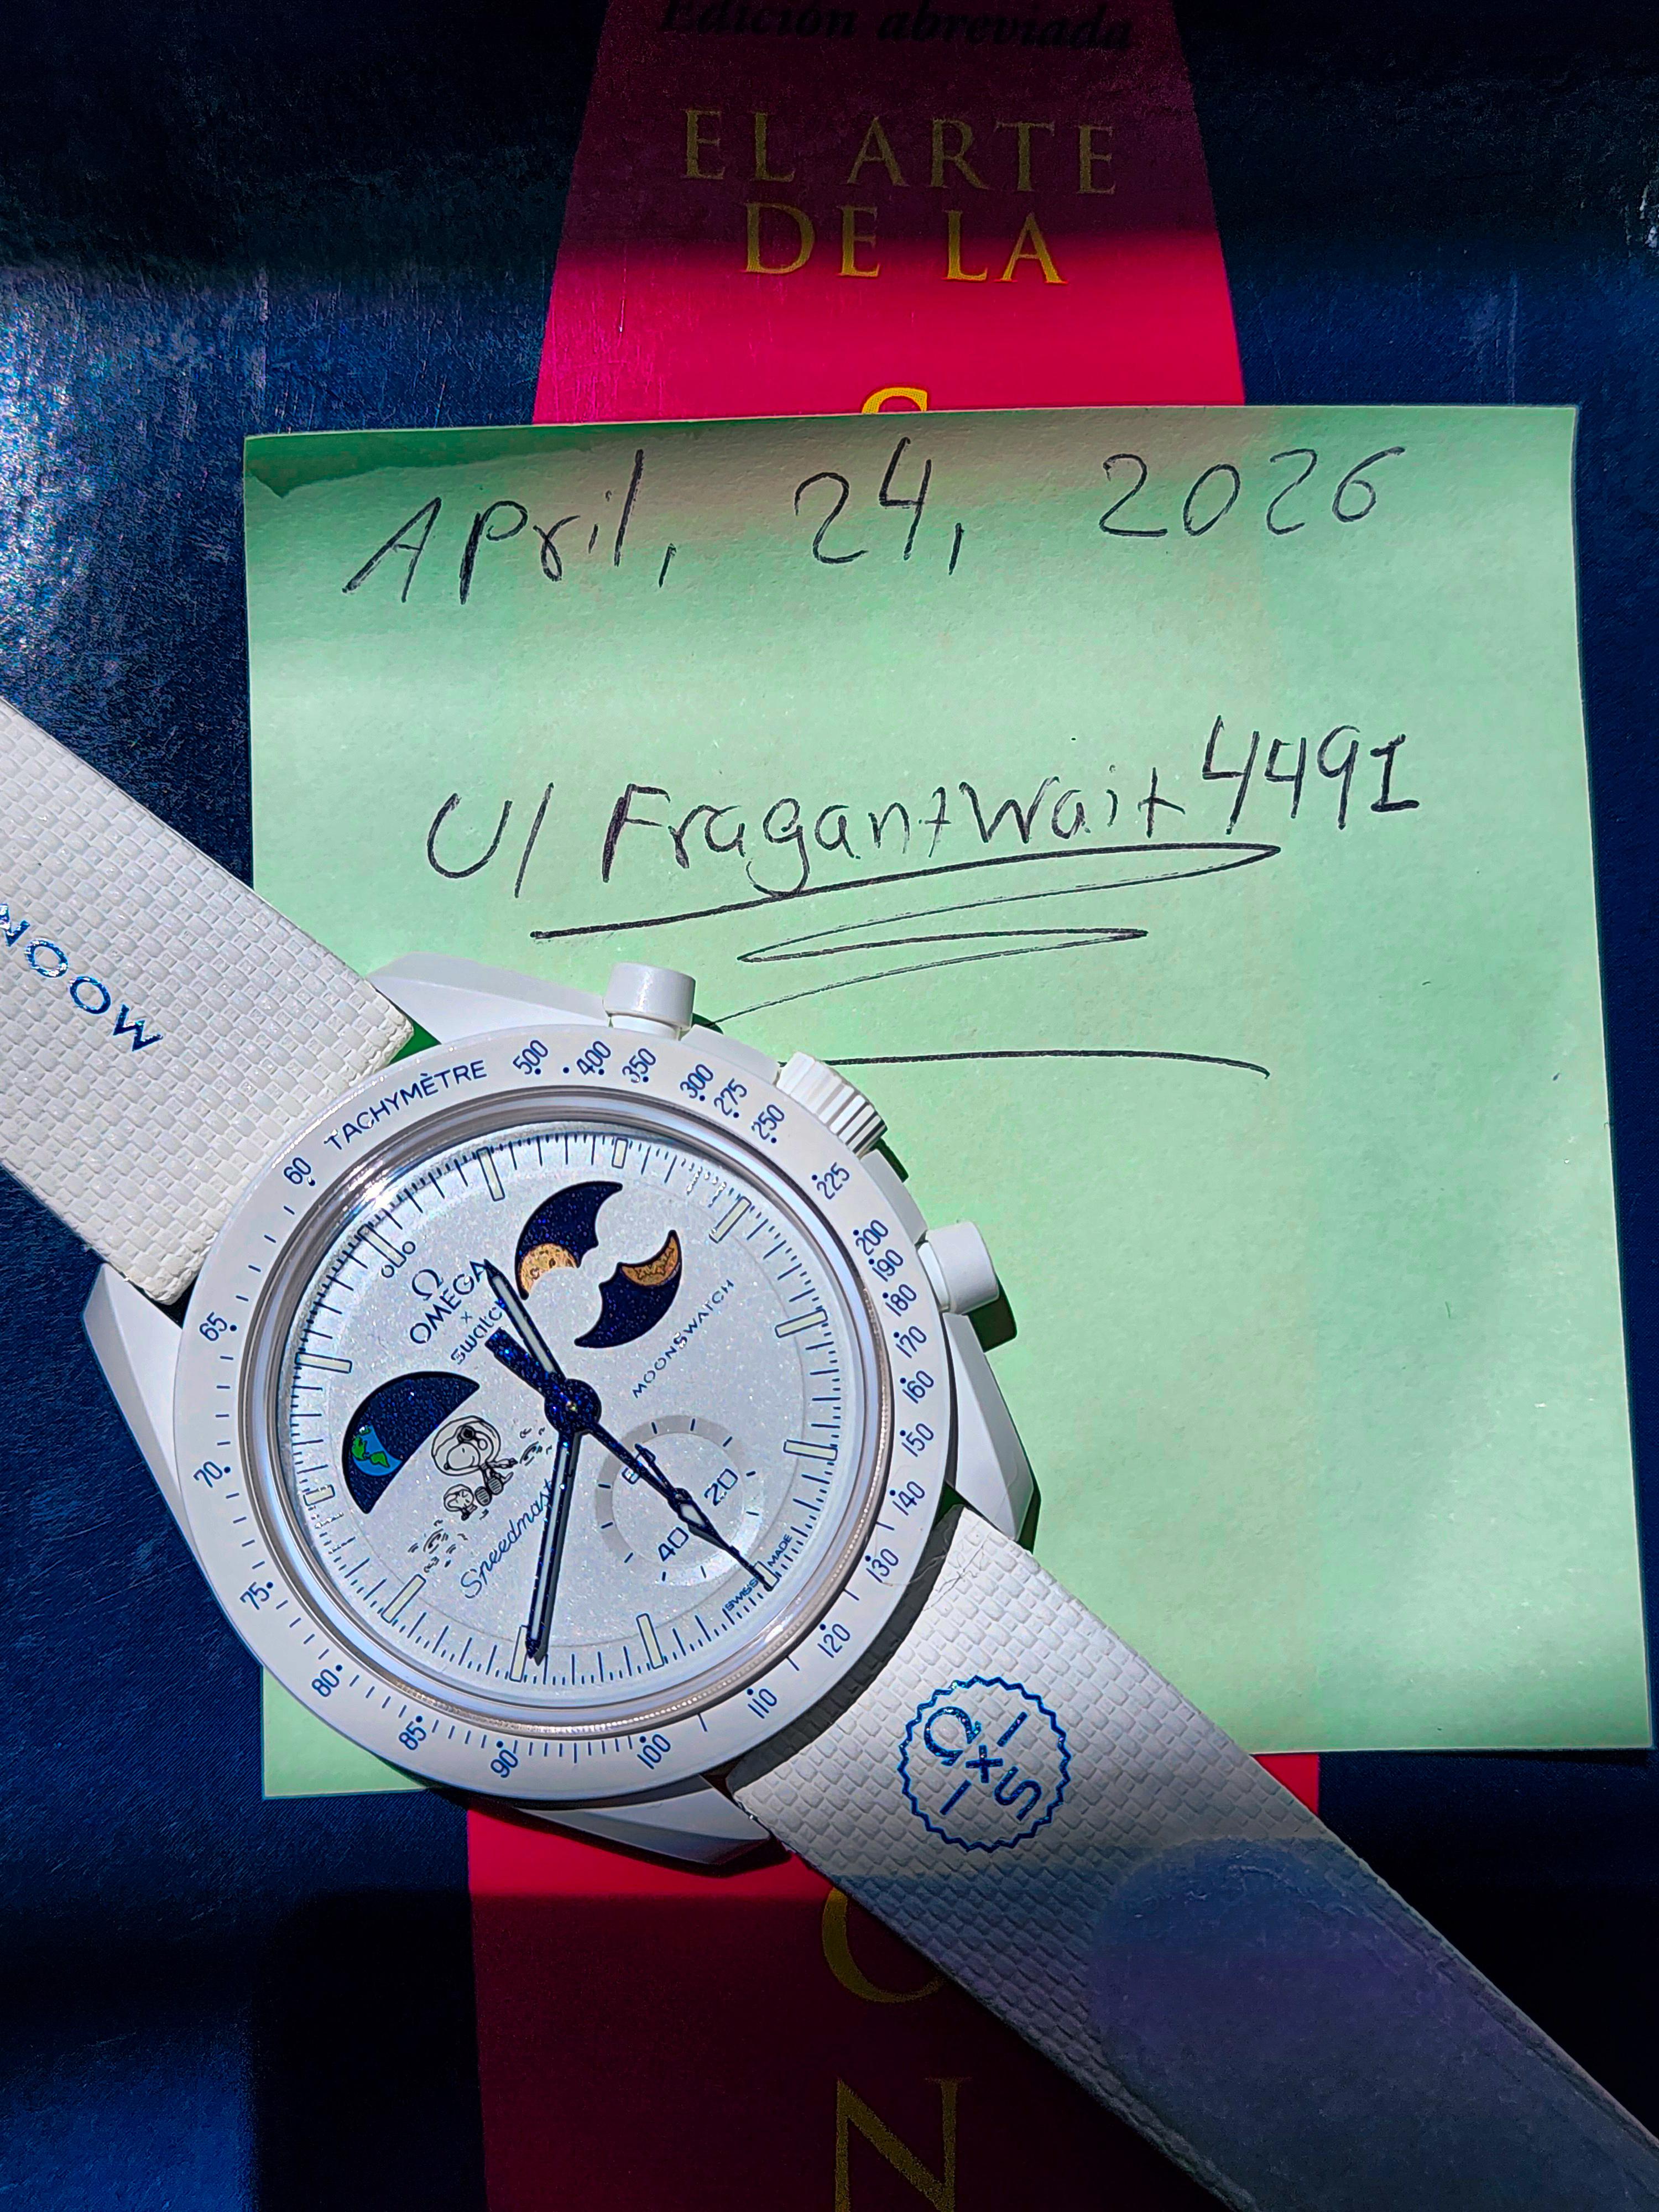 Edición abreviada
EL ARTE
DE LA
April, 24, 2026
U/FragantWait4491
MOON
TACHYMÈTRE
500
400
350
300
275
250
225
200
190
180
170
160
150
140
130
120
110
100
90
85
80
75
70
65
60
Ω
OMEGA
×
swatch
MOONSWATCH
Speedmast
60
20
40
SWISS MADE
Ω×S
N